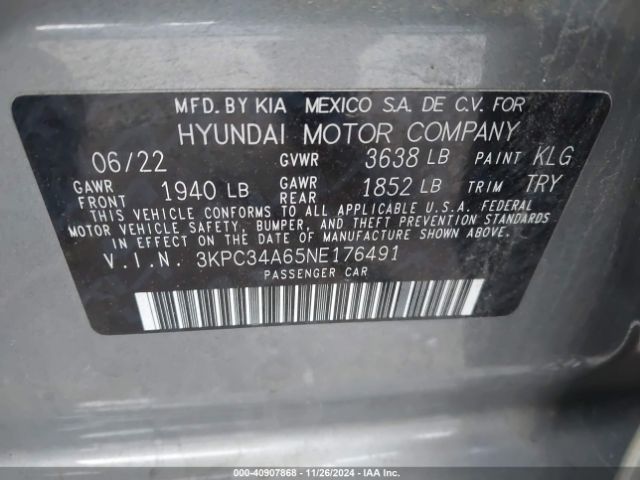 MFD. BY KIA MEXICO S.A. DE C.V. FOR
HYUNDAI MOTOR COMPANY
06/22 GVWR 3638 LB PAINT KLG
GAWR FRONT 1940 LB GAWR REAR 1852 LB TRIM TRY
THIS VEHICLE CONFORMS TO ALL APPLICABLE U.S.A. FEDERAL
MOTOR VEHICLE SAFETY, BUMPER, AND THEFT PREVENTION STANDARDS
IN EFFECT ON THE DATE OF MANUFACTURE SHOWN ABOVE.
V.I.N. 3KPC34A65NE176491
PASSENGER CAR
© - 40907868 - 11/26/2024 - IAA Inc.